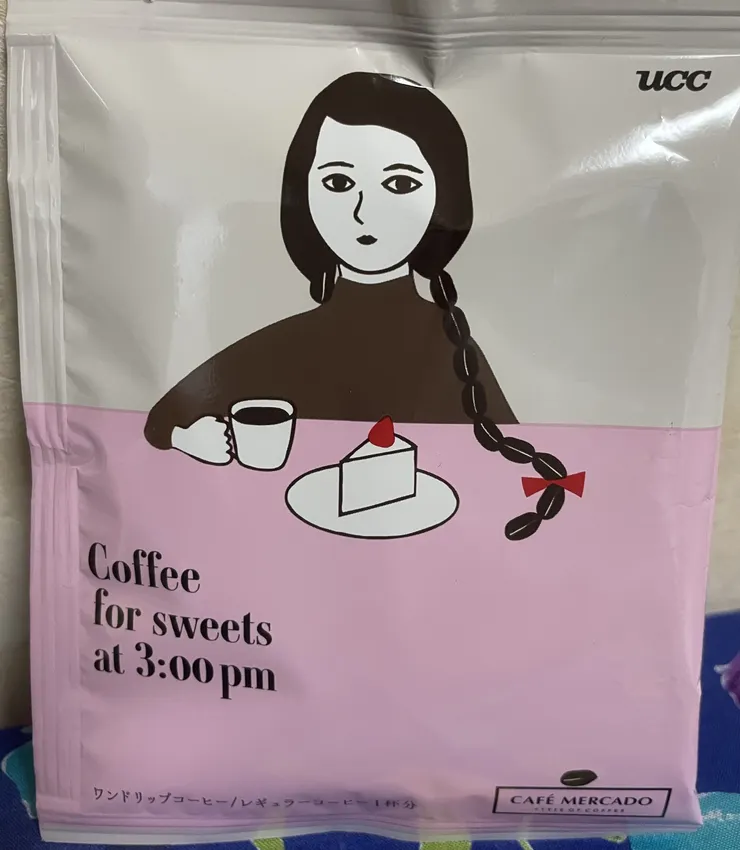 ucc
Coffee
for sweets
at 3:00 pm
ワンドリップコーヒー/レギュラーコーヒー 1杯分
CAFÉ MERCADO